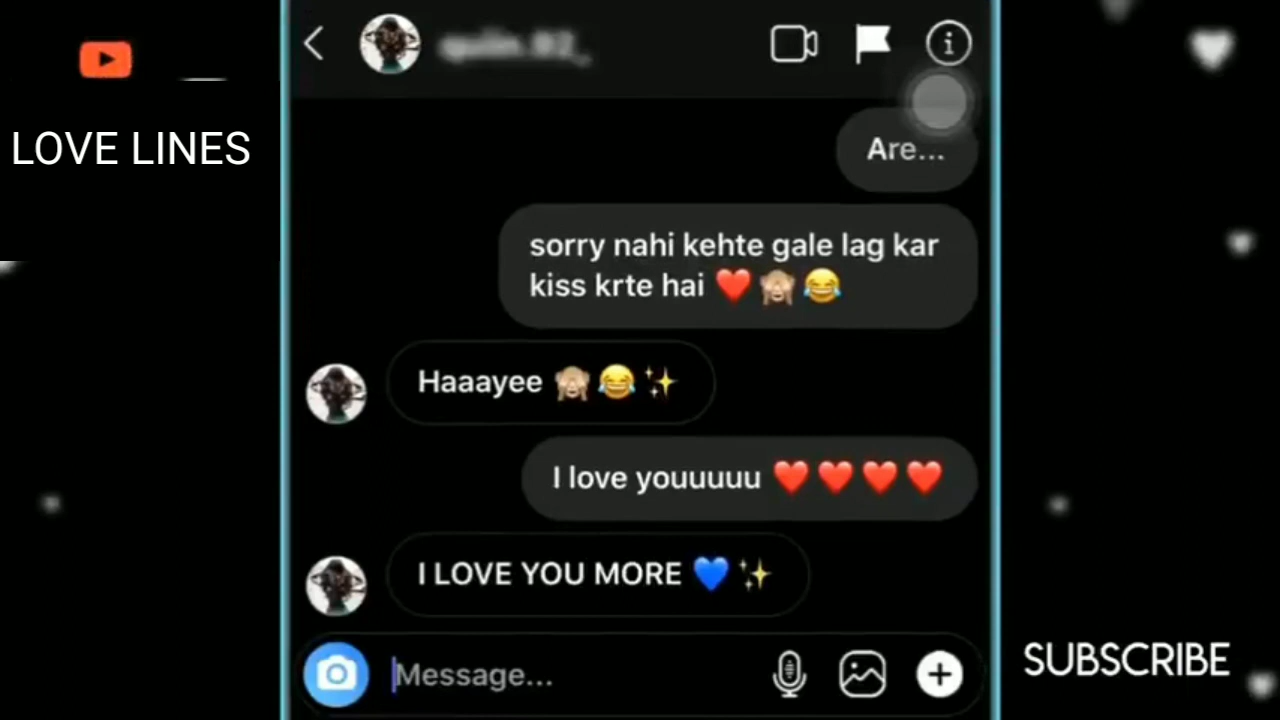 LOVE LINES
Are...
sorry nahi kehte gale lag kar
kiss krte hai ❤️🙈😂
Haaayee 🙈😂✨
I love youuuuu ❤️❤️❤️❤️
I LOVE YOU MORE 💙✨
Message...
SUBSCRIBE